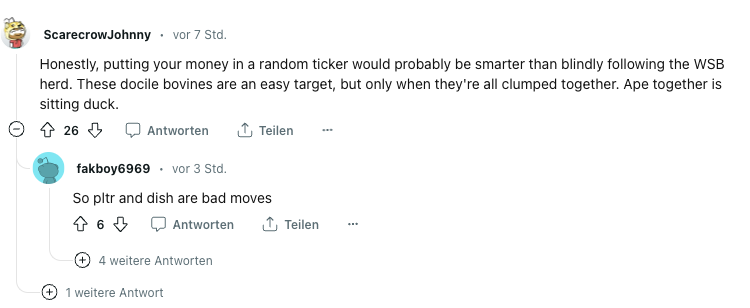 ScarecrowJohnny • vor 7 Std.
Honestly, putting your money in a random ticker would probably be smarter than blindly following the WSB
herd. These docile bovines are an easy target, but only when they're all clumped together. Ape together is
sitting duck.
26 Antworten Teilen ...
fakboy6969 • vor 3 Std.
So pltr and dish are bad moves
6 Antworten Teilen ...
4 weitere Antworten
1 weitere Antwort